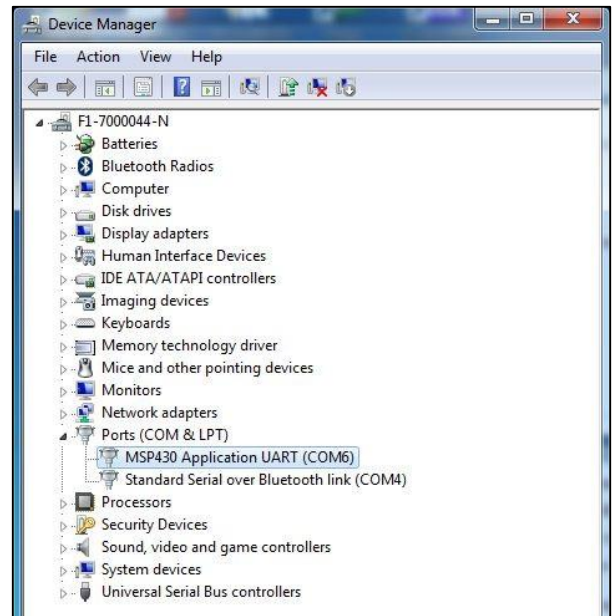 Device Manager
File Action View Help
F1-7000044-N
Batteries
Bluetooth Radios
Computer
Disk drives
Display adapters
Human Interface Devices
IDE ATA/ATAPI controllers
Imaging devices
Keyboards
Memory technology driver
Mice and other pointing devices
Monitors
Network adapters
Ports (COM & LPT)
MSP430 Application UART (COM6)
Standard Serial over Bluetooth link (COM4)
Processors
Security Devices
Sound, video and game controllers
System devices
Universal Serial Bus controllers